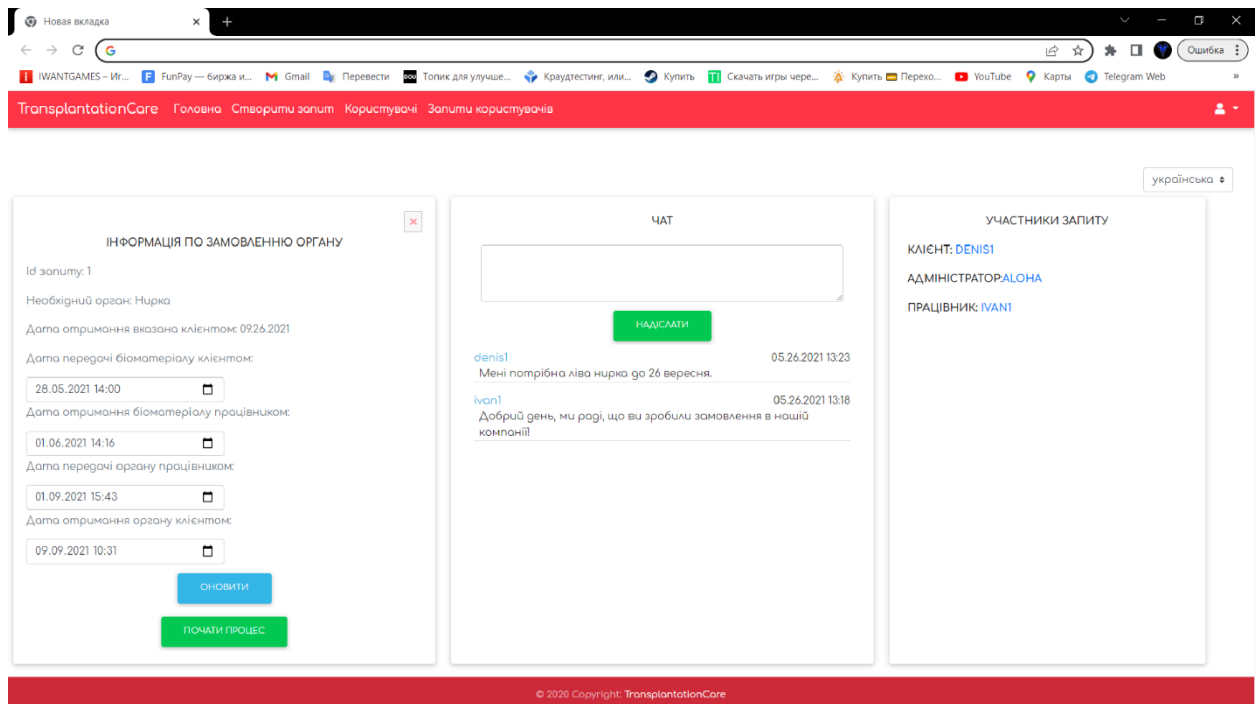 Новая вкладка
Ошибка
IWANTGAMES – Иг... FunPay — биржа и... Gmail Перевести Топик для улучше... Краудтестинг, или... Купить Скачать игры чере... Купить Перехо... YouTube Карты Telegram Web »
TransplantationCare Головна Створити запит Користувачі Запити користувачів
українська
ІНФОРМАЦІЯ ПО ЗАМОВЛЕННЮ ОРГАНУ
Id запиту: 1
Необхідний орган: Нирка
Дата отримання вказана клієнтом: 09.26.2021
Дата передачі біоматеріалу клієнтом:
28.05.2021 14:00
Дата отримання біоматеріалу працівником:
01.06.2021 14:16
Дата передачі органу працівником:
01.09.2021 15:43
Дата отримання органу клієнтом:
09.09.2021 10:31
ОНОВИТИ
ПОЧАТИ ПРОЦЕС
ЧАТ
НАДІСЛАТИ
denis1 05.26.2021 13:23
Мені потрібна ліва нирка до 26 вересня.
ivan1 05.26.2021 13:18
Добрий день, ми раді, що ви зробили замовлення в нашій
компанії!
УЧАСТНИКИ ЗАПИТУ
КЛІЄНТ: DENIS1
АДМІНІСТРАТОР:ALOHA
ПРАЦІВНИК: IVAN1
© 2020 Copyright: TransplantationCare